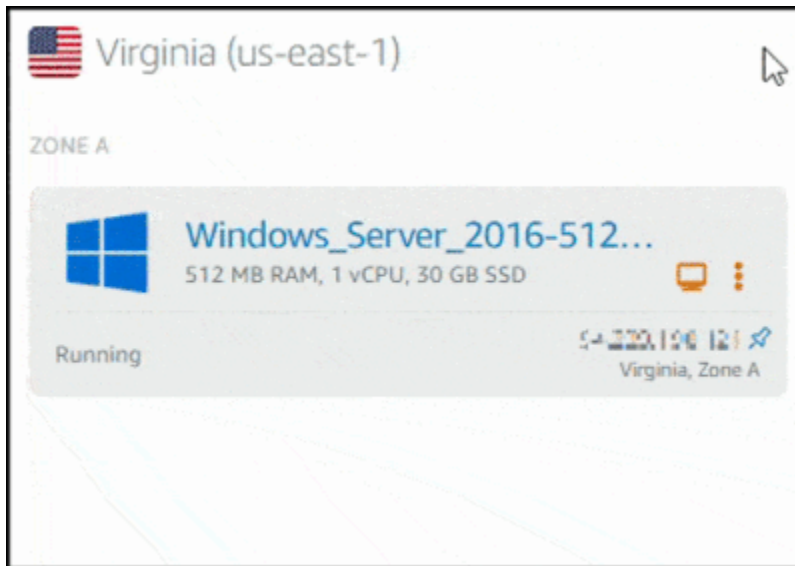 Virginia (us-east-1)
ZONE A
Windows_Server_2016-512...
512 MB RAM, 1 vCPU, 30 GB SSD
Running
Virginia, Zone A